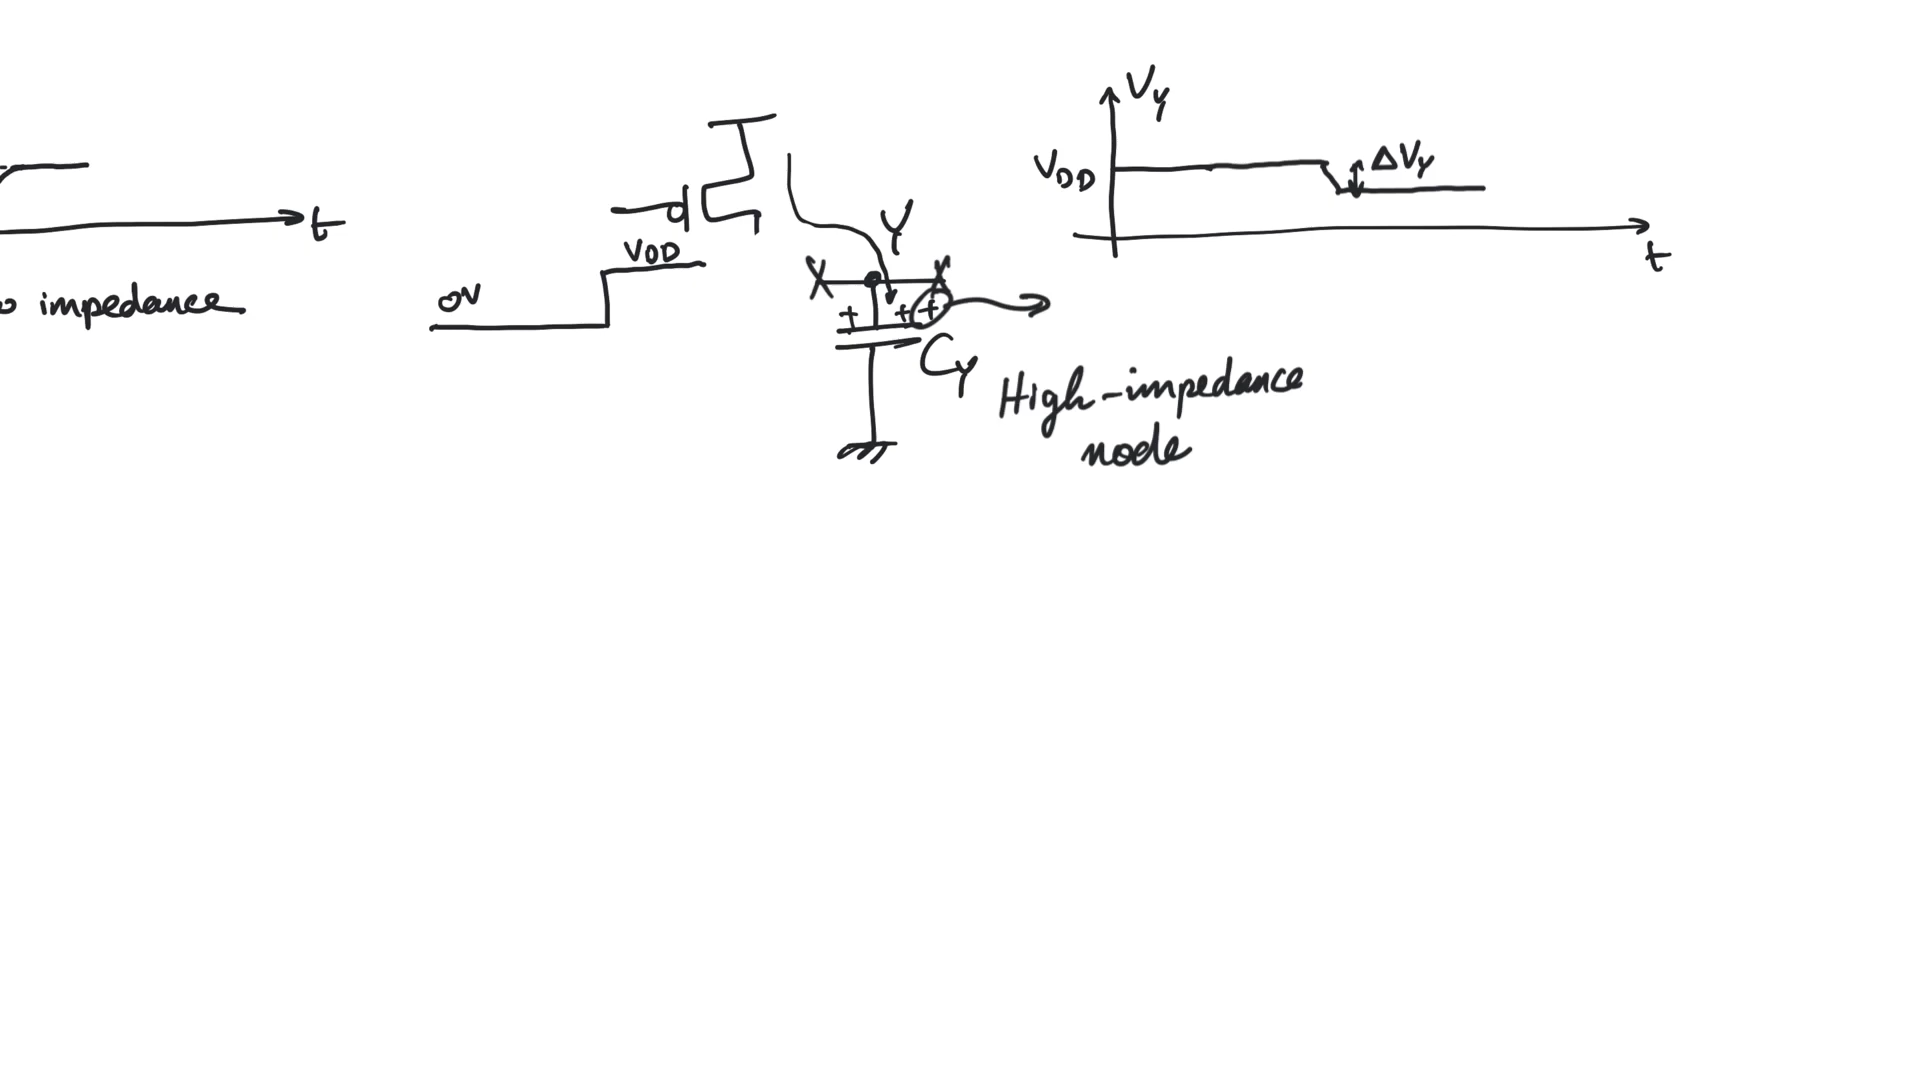 t
o impedance
0V
VDD
Y
+ + +
CY
High-impedance
node
VY
VDD
ΔVY
t